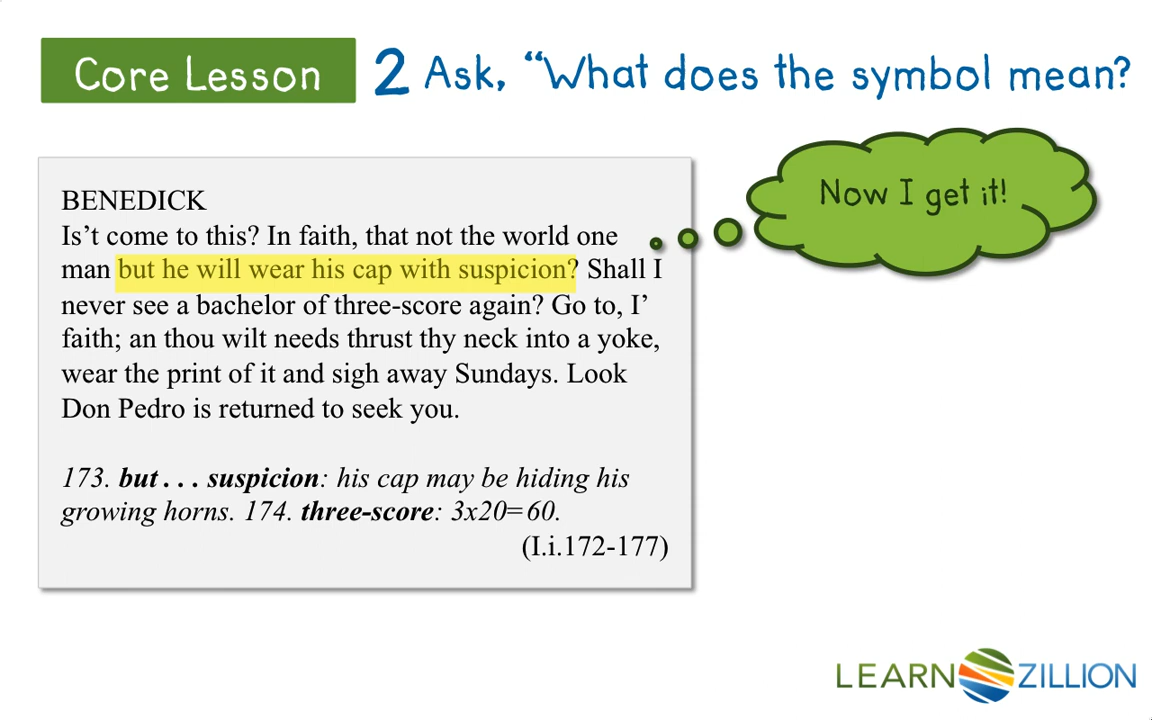 Core Lesson
2 Ask, “What does the symbol mean?
Now I get it!
BENEDICK
Is’t come to this? In faith, that not the world one
man but he will wear his cap with suspicion? Shall I
never see a bachelor of three-score again? Go to, I’
faith; an thou wilt needs thrust thy neck into a yoke,
wear the print of it and sigh away Sundays. Look
Don Pedro is returned to seek you.
173. but . . . suspicion: his cap may be hiding his
growing horns. 174. three-score: 3x20=60.
(I.i.172-177)
LEARN ZILLION